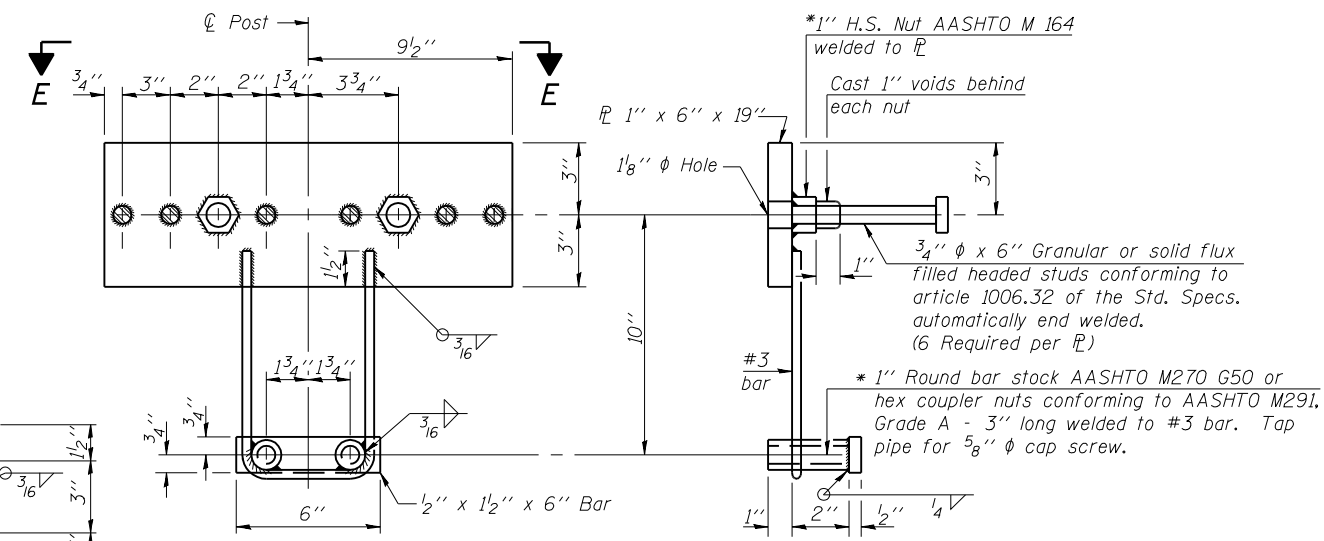 ℄ Post
9½″
E
E
¾″
3″
2″
2″
1¾″
3¾″
3″
3″
1½″
3/16
1¾″
1¾″
¾″
¾″
3/16
6″
½″ x 1½″ x 6″ Bar
1½″
3/16
3″
*1″ H.S. Nut AASHTO M 164
welded to ℄
Cast 1″ voids behind
each nut
℄ 1″ x 6″ x 19″
1⅛″ ϕ Hole
3″
1″
¾″ ϕ x 6″ Granular or solid flux
filled headed studs conforming to
article 1006.32 of the Std. Specs.
automatically end welded.
(6 Required per ℄)
10″
#3
bar
* 1″ Round bar stock AASHTO M270 G50 or
hex coupler nuts conforming to AASHTO M291,
Grade A - 3″ long welded to #3 bar. Tap
pipe for ⅝″ ϕ cap screw.
¼
1″
2″
½″